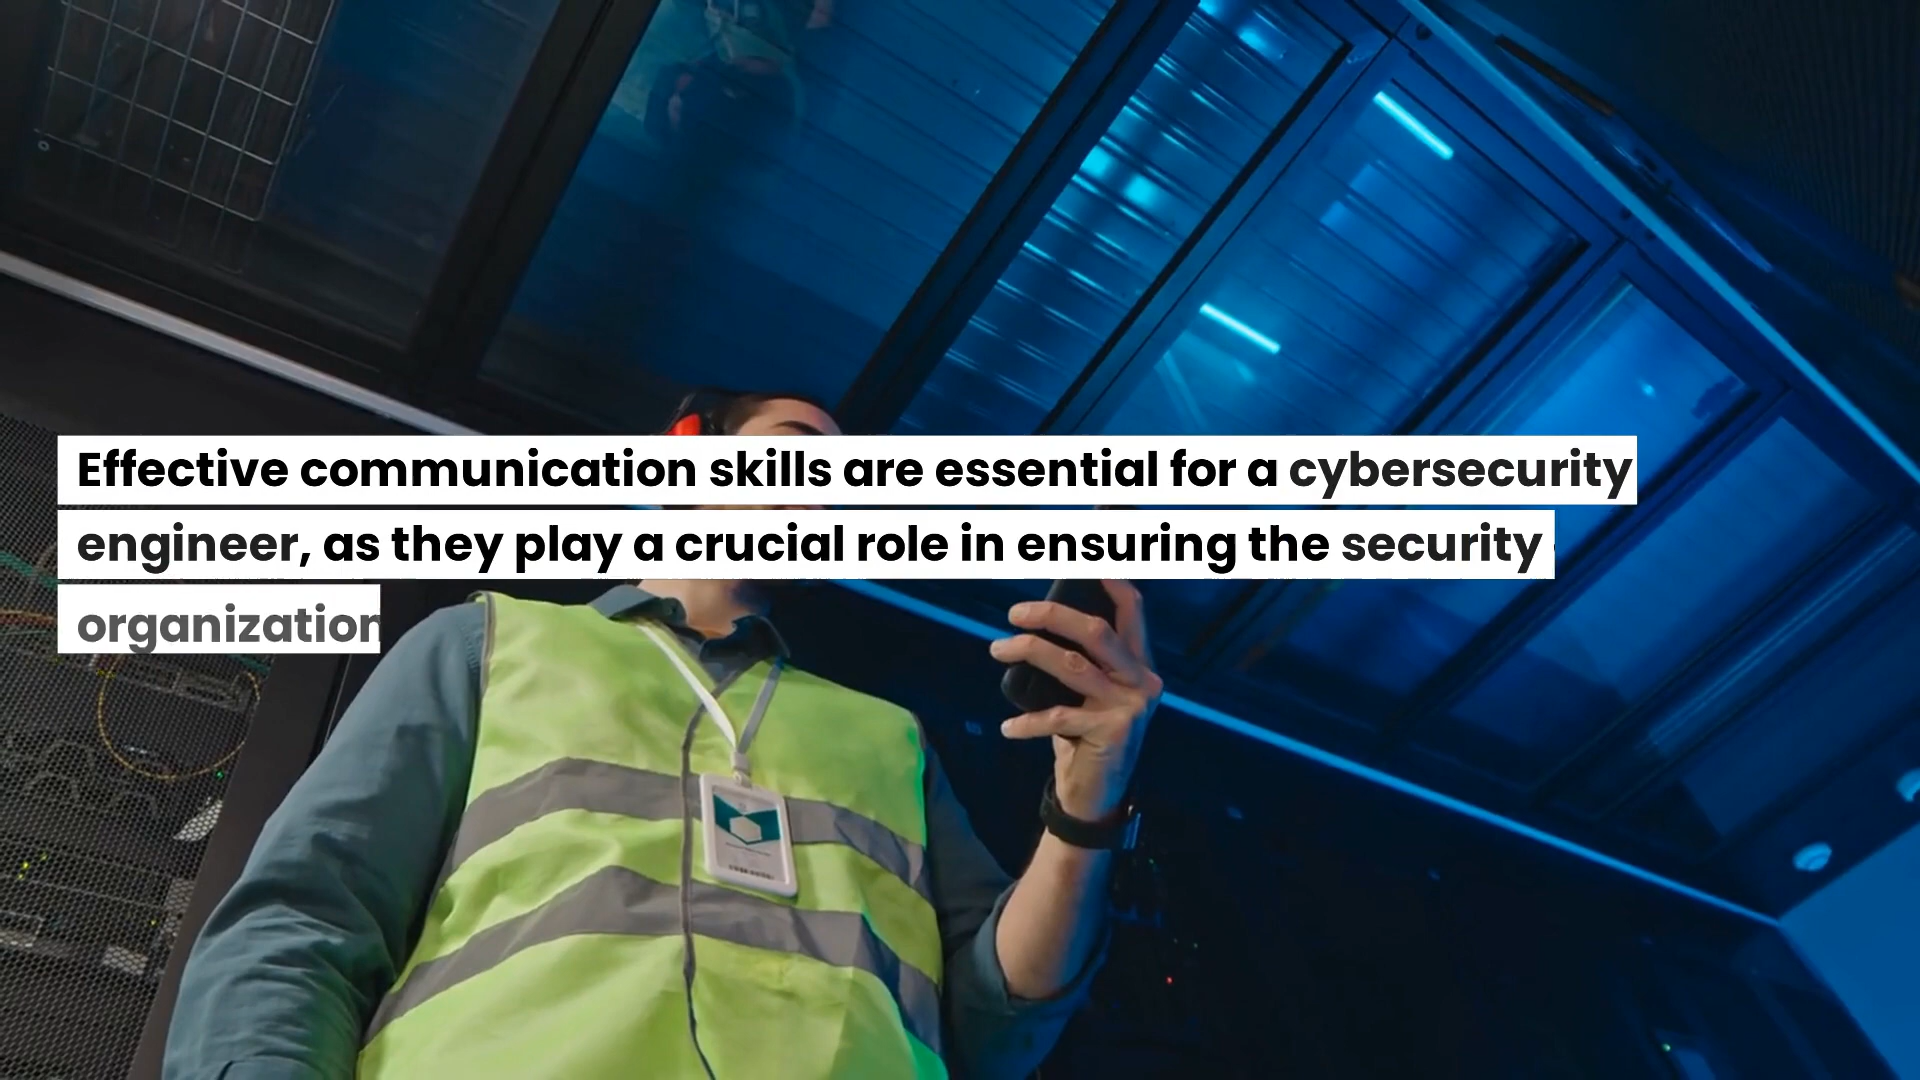 Effective communication skills are essential for a cybersecurity
engineer, as they play a crucial role in ensuring the security
organization